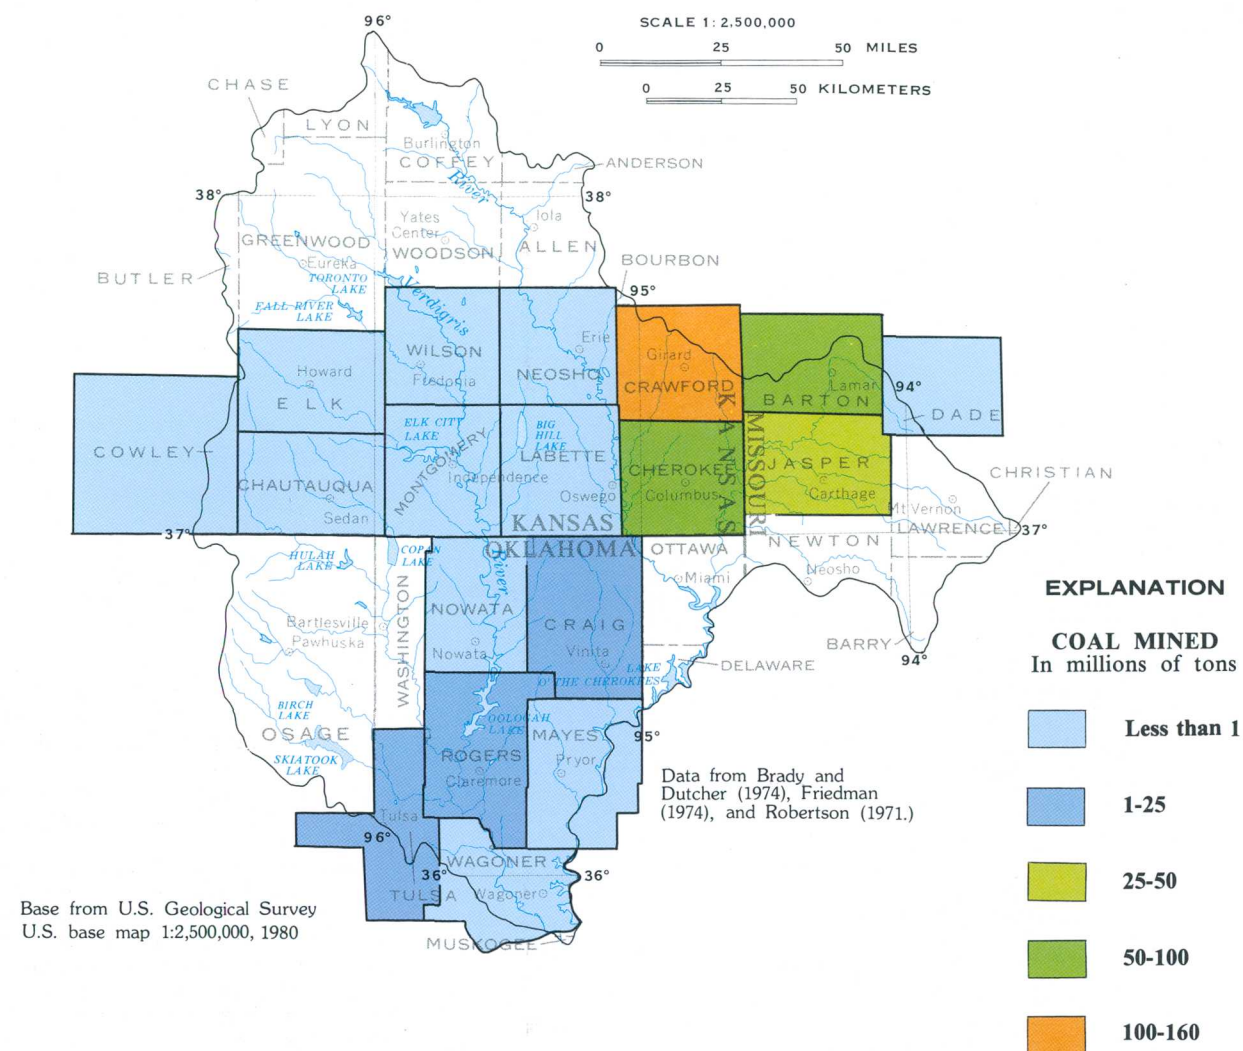 96°
SCALE 1:2,500,000
0 25 50 MILES
0 25 50 KILOMETERS
CHASE
LYON
Burlington
COFFEY
ANDERSON
River
38°
38°
Yates
Center
Iola
GREENWOOD
WOODSON
ALLEN
Eureka
BOURBON
BUTLER
TORONTO
LAKE
FALL RIVER
LAKE
Verdigris
95°
Erie
WILSON
Girard
Howard
Fredonia
NEOSHO
CRAWFORD
Lamar
94°
ELK
BARTON
DADE
ELK CITY
LAKE
BIG
HILL
LAKE
COWLEY
MONTGOMERY
LABETTE
CHEROKEE
KANSAS
MISSOURI
JASPER
CHRISTIAN
CHAUTAUQUA
Independence
Oswego
Columbus
Carthage
Sedan
Mt Vernon
37°
KANSAS
LAWRENCE
37°
OKLAHOMA
OTTAWA
NEWTON
HULAH
LAKE
COPAN
LAKE
River
Miami
Neosho
WASHINGTON
NOWATA
CRAIG
Bartlesville
Pawhuska
Nowata
Vinita
BARRY
94°
LAKE
O' THE CHEROKEES
DELAWARE
BIRCH
LAKE
OOLOGAH
LAKE
OSAGE
MAYES
95°
SKIATOOK
LAKE
ROGERS
Pryor
Claremore
Data from Brady and
Dutcher (1974), Friedman
(1974), and Robertson (1971.)
Tulsa
96°
WAGONER
36°
36°
TULSA
Wagoner
MUSKOGEE
Base from U.S. Geological Survey
U.S. base map 1:2,500,000, 1980
EXPLANATION
COAL MINED
In millions of tons
Less than 1
1-25
25-50
50-100
100-160